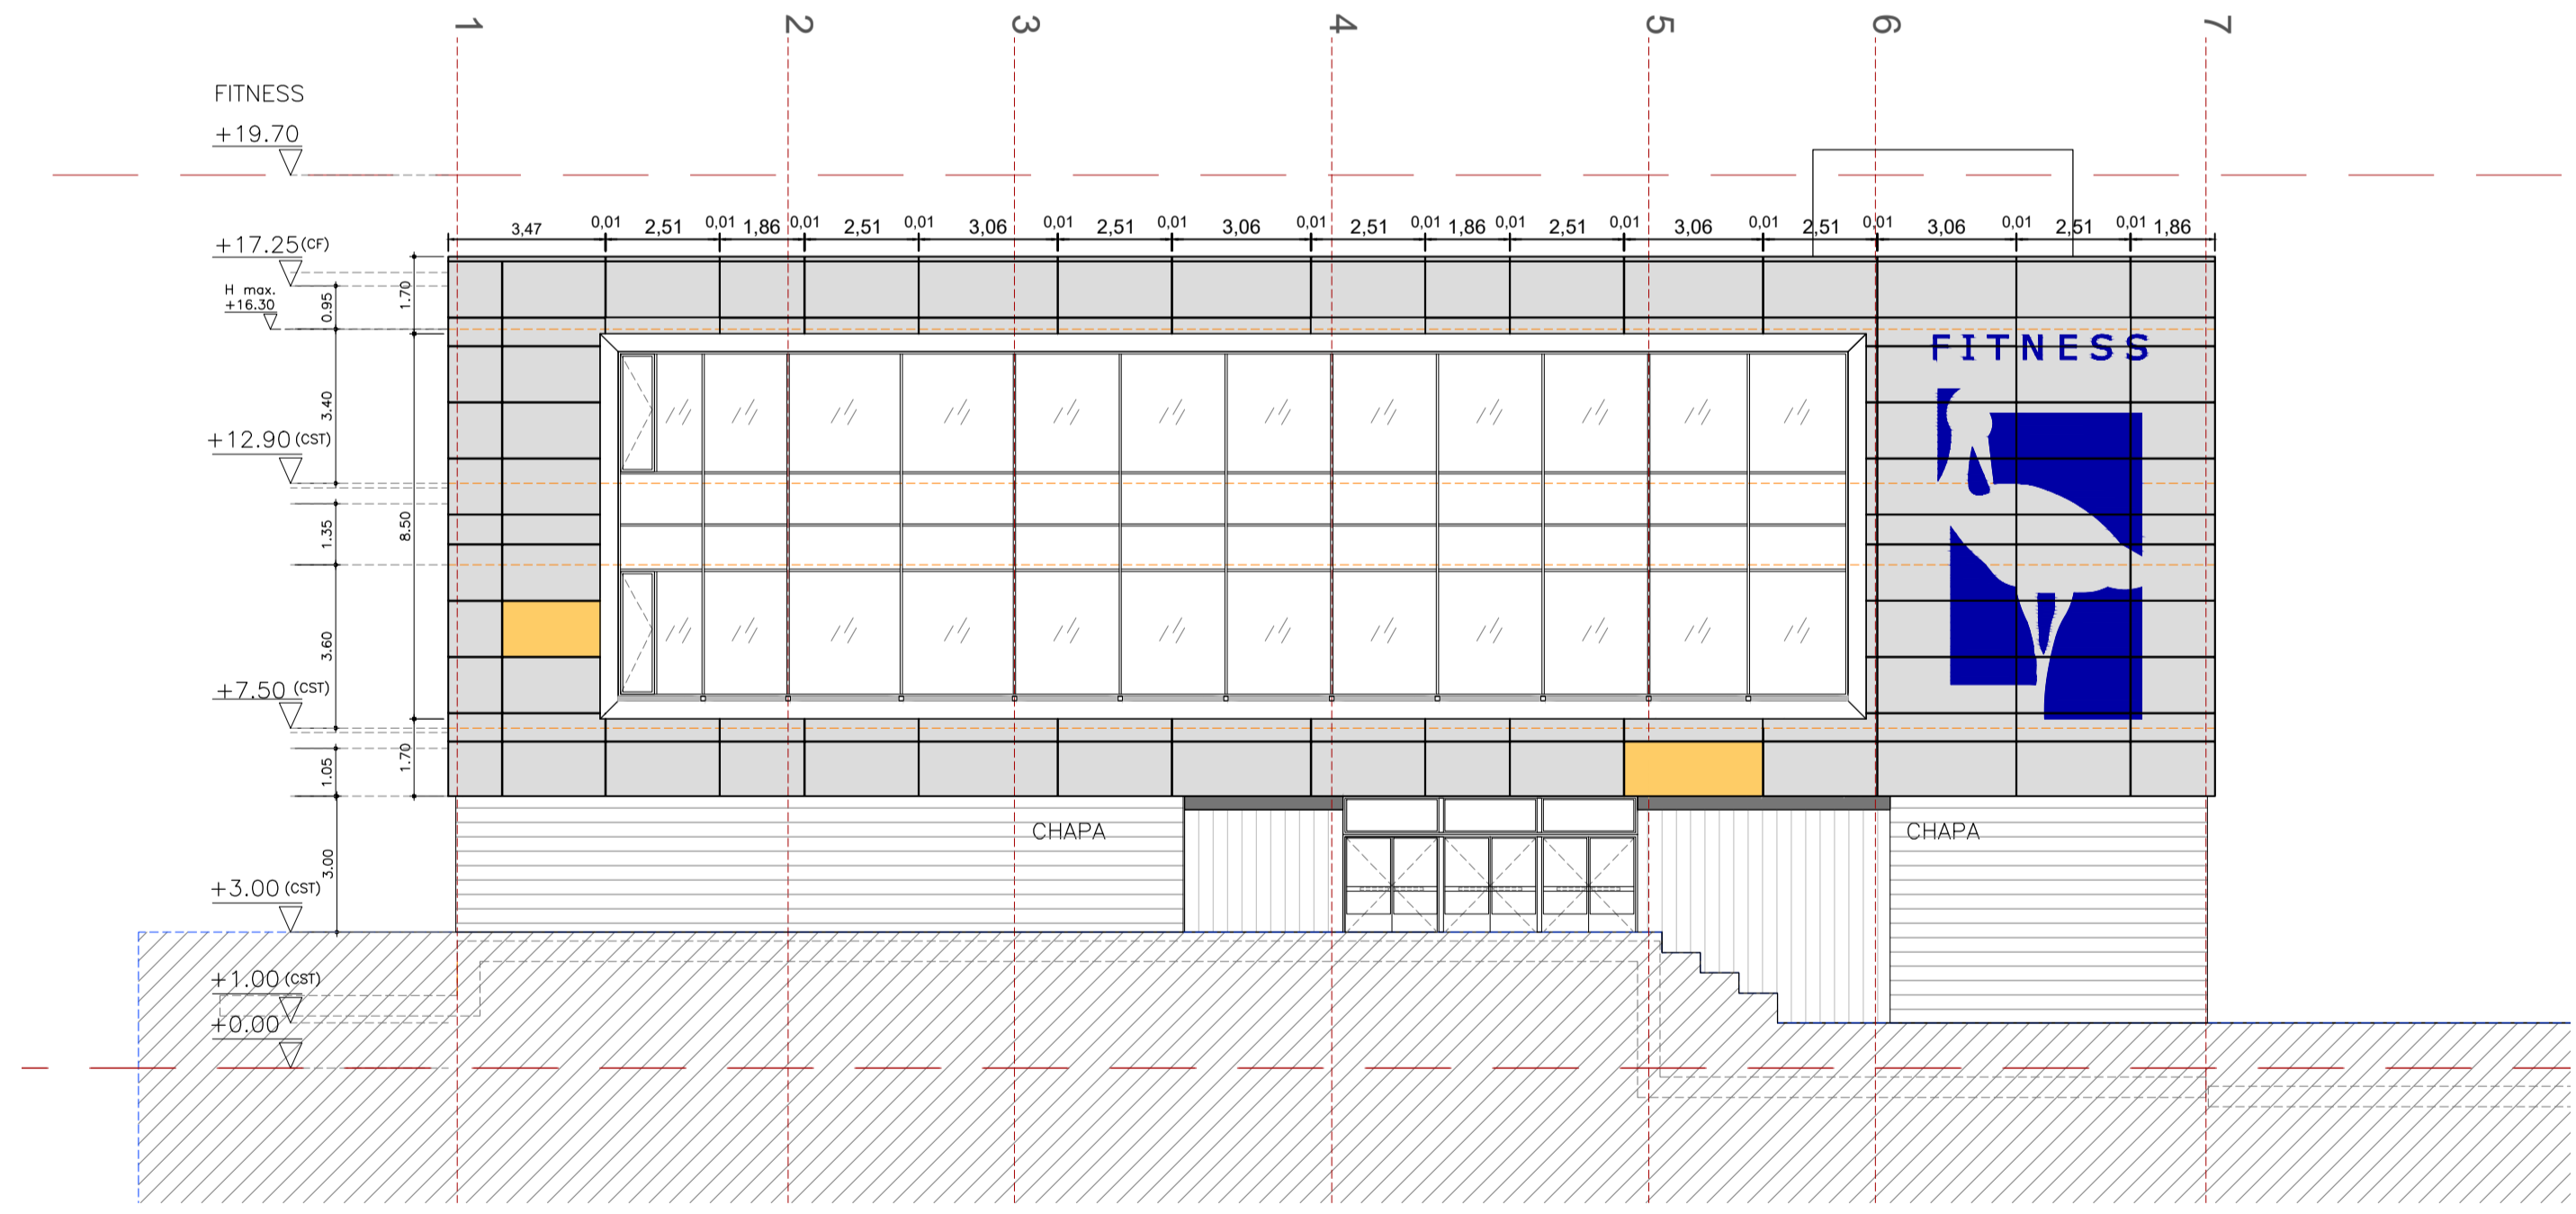 1 2 3 4 5 6 7
FITNESS
+19.70
3,47 0,01 2,51 0,01 1,86 0,01 2,51 0,01 3,06 0,01 2,51 0,01 3,06 0,01 2,51 0,01 1,86 0,01 2,51 0,01 3,06 0,01 2,51 0,01 3,06 0,01 2,51 0,01 1,86
+17.25 (CF)
H max.
+16.30
0.95
1.70
FITNESS
3.40
+12.90 (CST)
1.35
8.50
3.60
+7.50 (CST)
1.05
1.70
CHAPA CHAPA
3.00
+3.00 (CST)
+1.00 (CST)
+0.00